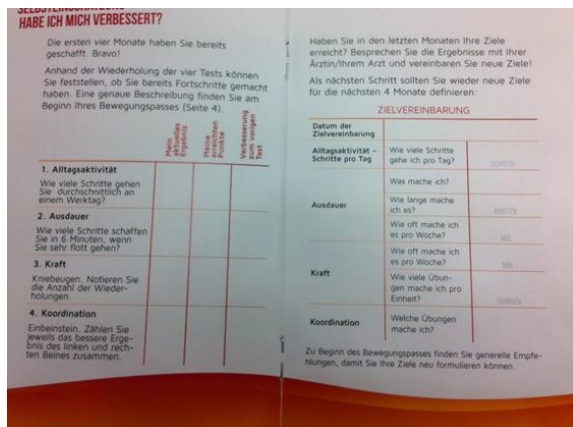 SELBSTEINSCHÄTZUNG
HABE ICH MICH VERBESSERT?
Die ersten vier Monate haben Sie bereits
geschafft. Bravo!
Anhand der Wiederholung der vier Tests können
Sie feststellen, ob Sie bereits Fortschritte gemacht
haben. Eine genaue Beschreibung finden Sie am
Beginn Ihres Bewegungspasses (Seite 4).
Mein
aktuelles
Ergebnis
Meine
erreichten
Punkte
Verbesserung
zum vorigen
Test
1. Alltagsaktivität
Wie viele Schritte gehen
Sie durchschnittlich an
einem Werktag?
2. Ausdauer
Wie viele Schritte schaffen
Sie in 6 Minuten, wenn
Sie sehr flott gehen?
3. Kraft
Kniebeugen. Notieren Sie
die Anzahl der Wieder-
holungen.
4. Koordination
Einbeinstein. Zählen Sie
jeweils das bessere Erge-
bnis des linken und rech-
ten Beines zusammen.
Haben Sie in den letzten Monaten Ihre Ziele
erreicht? Besprechen Sie die Ergebnisse mit Ihrer
Ärztin/Ihrem Arzt und vereinbaren Sie neue Ziele!
Als nächsten Schritt sollten Sie wieder neue Ziele
für die nächsten 4 Monate definieren:
ZIELVEREINBARUNG
Datum der
Zielvereinbarung
Alltagsaktivität –
Schritte pro Tag
Wie viele Schritte
gehe ich pro Tag?
SCHRITTE
Ausdauer
Was mache ich?
Wie lange mache
ich es?
MINUTEN
Wie oft mache ich
es pro Woche?
MAL
Kraft
Wie oft mache ich
es pro Woche?
MAL
Wie viele Übun-
gen mache ich pro
Einheit?
ÜBUNGEN
Koordination
Welche Übungen
mache ich?
Zu Beginn des Bewegungspasses finden Sie generelle Empfe-
hlungen, damit Sie Ihre Ziele neu formulieren können.